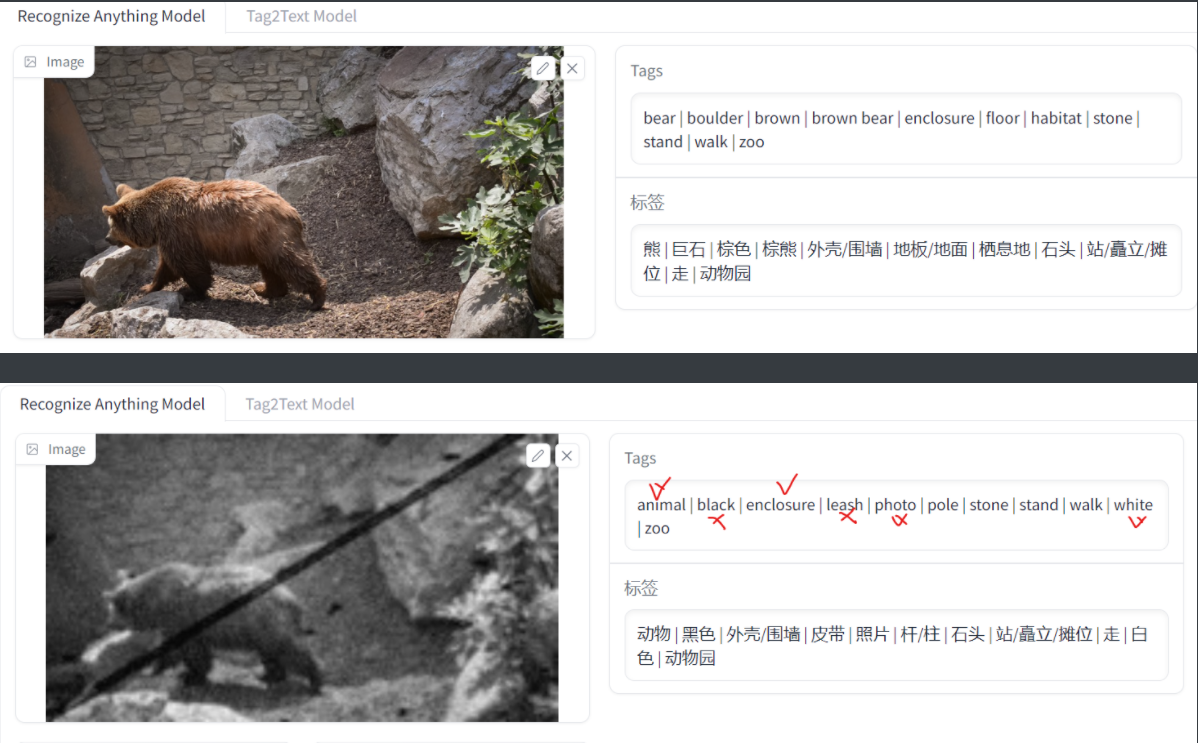 Recognize Anything Model Tag2Text Model
Image
Tags
bear | boulder | brown | brown bear | enclosure | floor | habitat | stone |
stand | walk | zoo
标签
熊 | 巨石 | 棕色 | 棕熊 | 外壳/围墙 | 地板/地面 | 栖息地 | 石头 | 站/矗立/摊
位 | 走 | 动物园
Recognize Anything Model Tag2Text Model
Image
Tags
animal | black | enclosure | leash | photo | pole | stone | stand | walk | white
| zoo
标签
动物 | 黑色 | 外壳/围墙 | 皮带 | 照片 | 杆/柱 | 石头 | 站/矗立/摊位 | 走 | 白
色 | 动物园